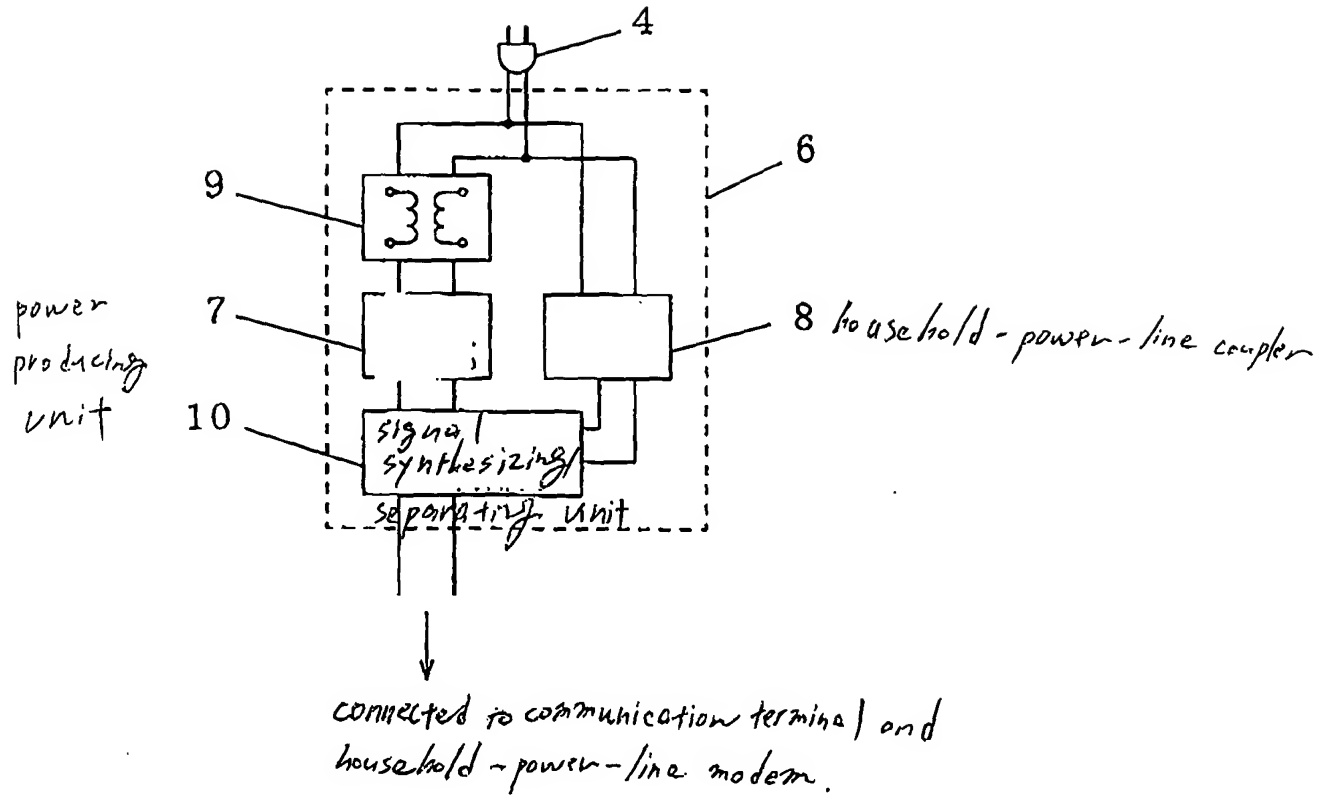 4
6
9
power
producing
unit
7
8 household-power-line coupler
10
signal
synthesizing/
separating unit
connected to communication terminal and
household-power-line modem.